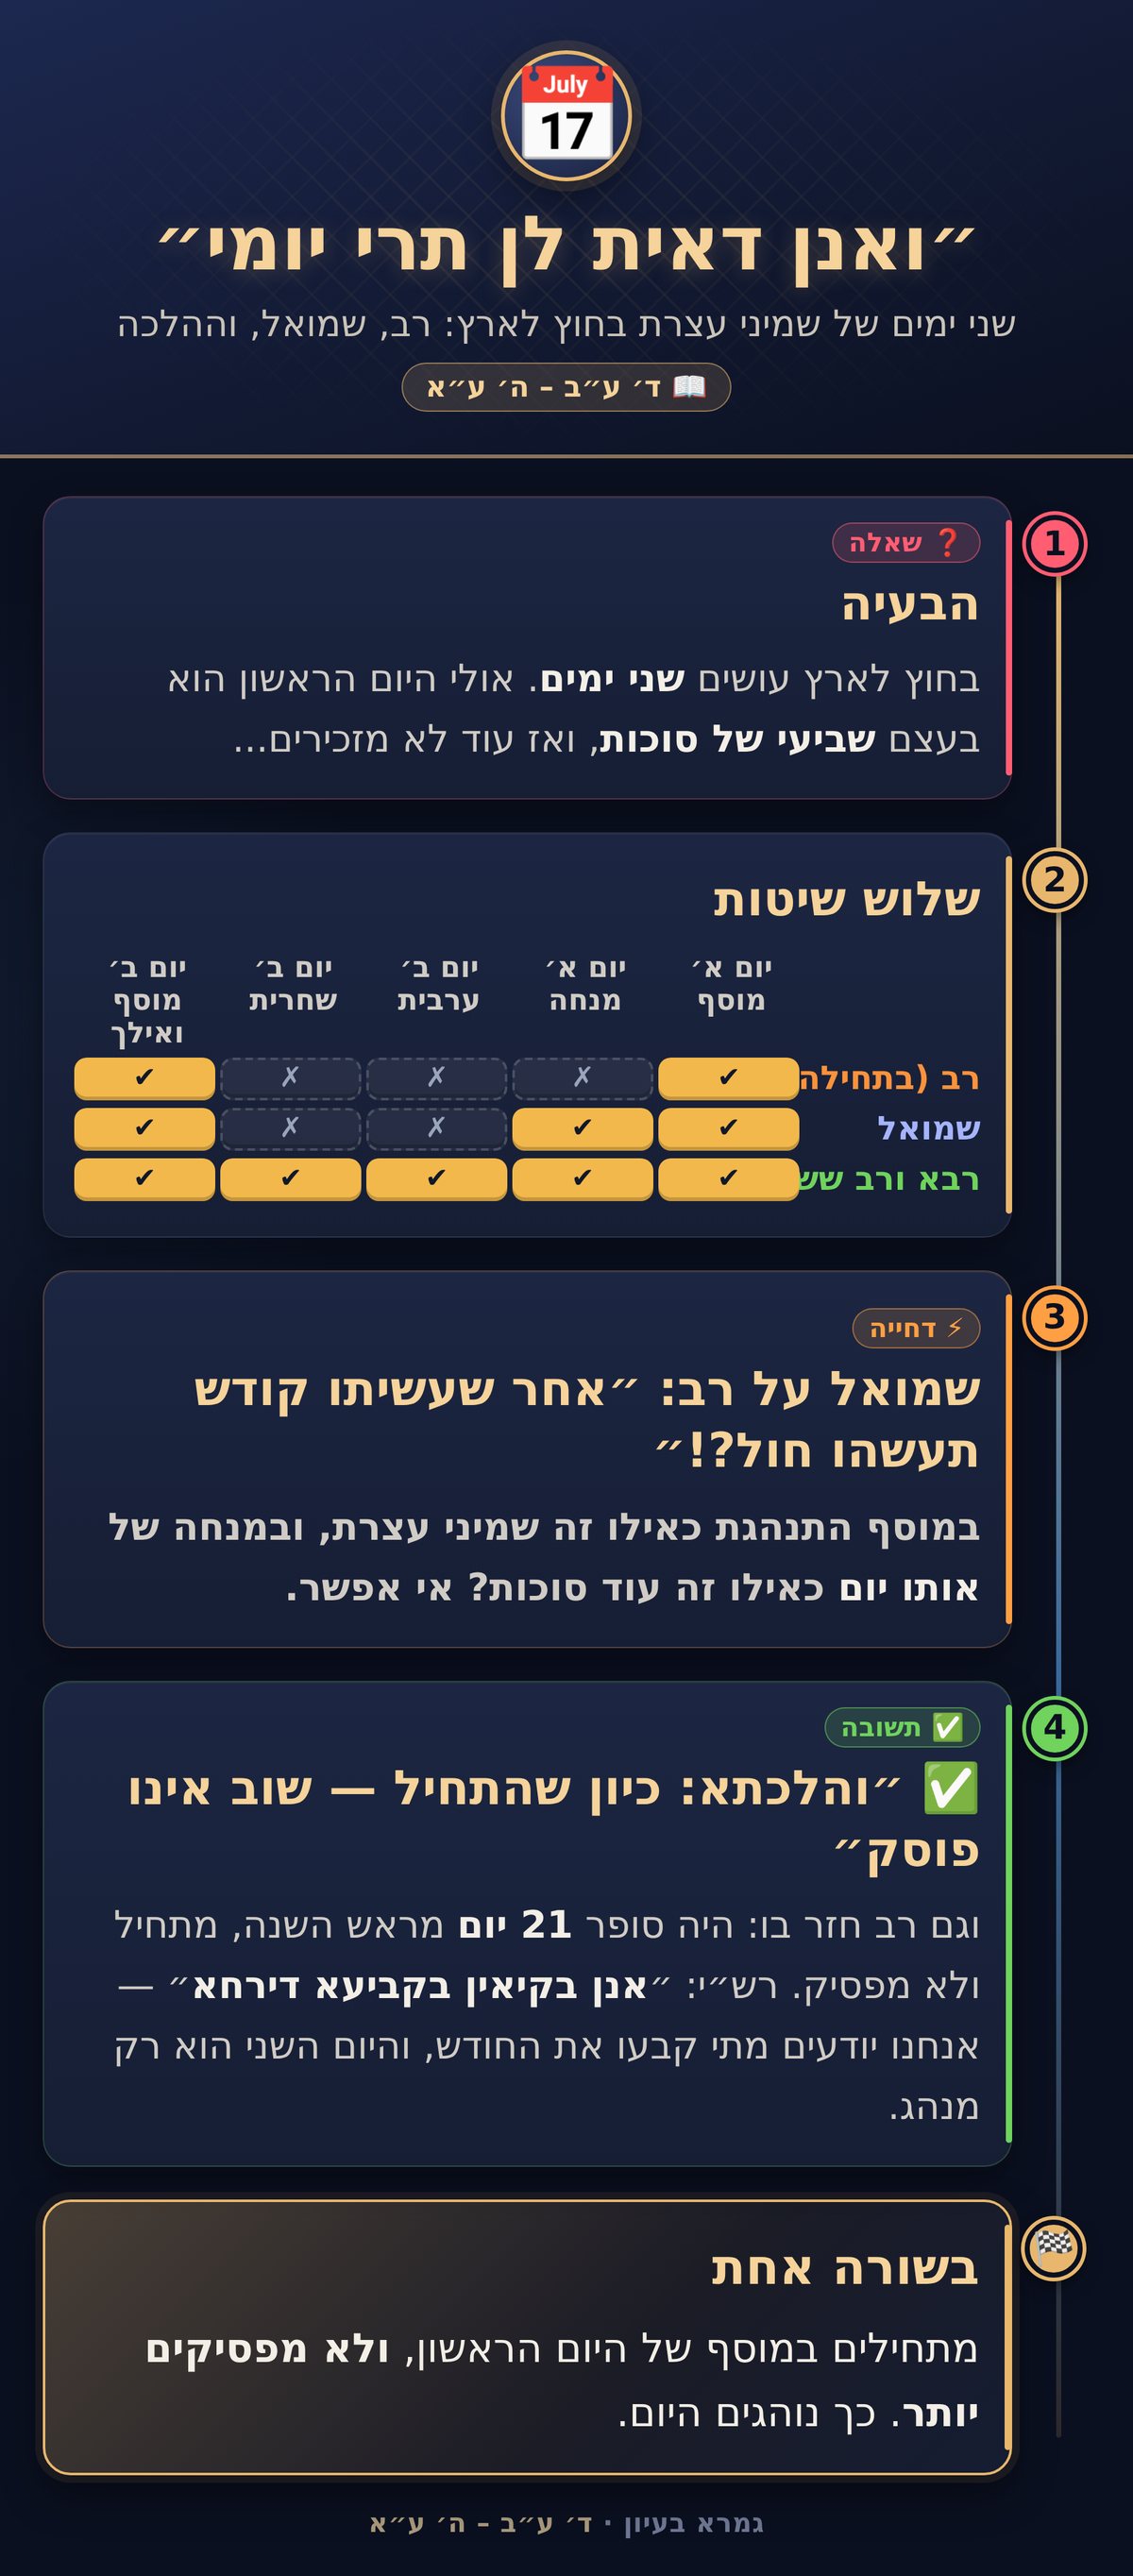 July
17
״ואנן דאית לן תרי יומי״
שני ימים של שמיני עצרת בחוץ לארץ: רב, שמואל, וההלכה
📖 ד׳ ע״ב – ה׳ ע״א
1
❓ שאלה
הבעיה
בחוץ לארץ עושים שני ימים. אולי היום הראשון הוא
בעצם שביעי של סוכות, ואז עוד לא מזכירים...
2
שלוש שיטות
יום א׳ מוסף
יום א׳ מנחה
יום ב׳ ערבית
יום ב׳ שחרית
יום ב׳ מוסף ואילך
רב (בתחילה ✔ ✗ ✗ ✗ ✔
שמואל ✔ ✔ ✗ ✗ ✔
רבא ורב שש ✔ ✔ ✔ ✔ ✔
3
⚡ דחייה
שמואל על רב: ״אחר שעשיתו קודש
תעשהו חול?!״
במוסף התנהגת כאילו זה שמיני עצרת, ובמנחה של
אותו יום כאילו זה עוד סוכות? אי אפשר.
4
✅ תשובה
✅ ״והלכתא: כיון שהתחיל — שוב אינו
פוסק״
וגם רב חזר בו: היה סופר 21 יום מראש השנה, מתחיל
ולא מפסיק. רש״י: ״אנן בקיאין בקביעא דירחא״ —
אנחנו יודעים מתי קבעו את החודש, והיום השני הוא רק
מנהג.
בשורה אחת
מתחילים במוסף של היום הראשון, ולא מפסיקים
יותר. כך נוהגים היום.
גמרא בעיון · ד׳ ע״ב – ה׳ ע״א